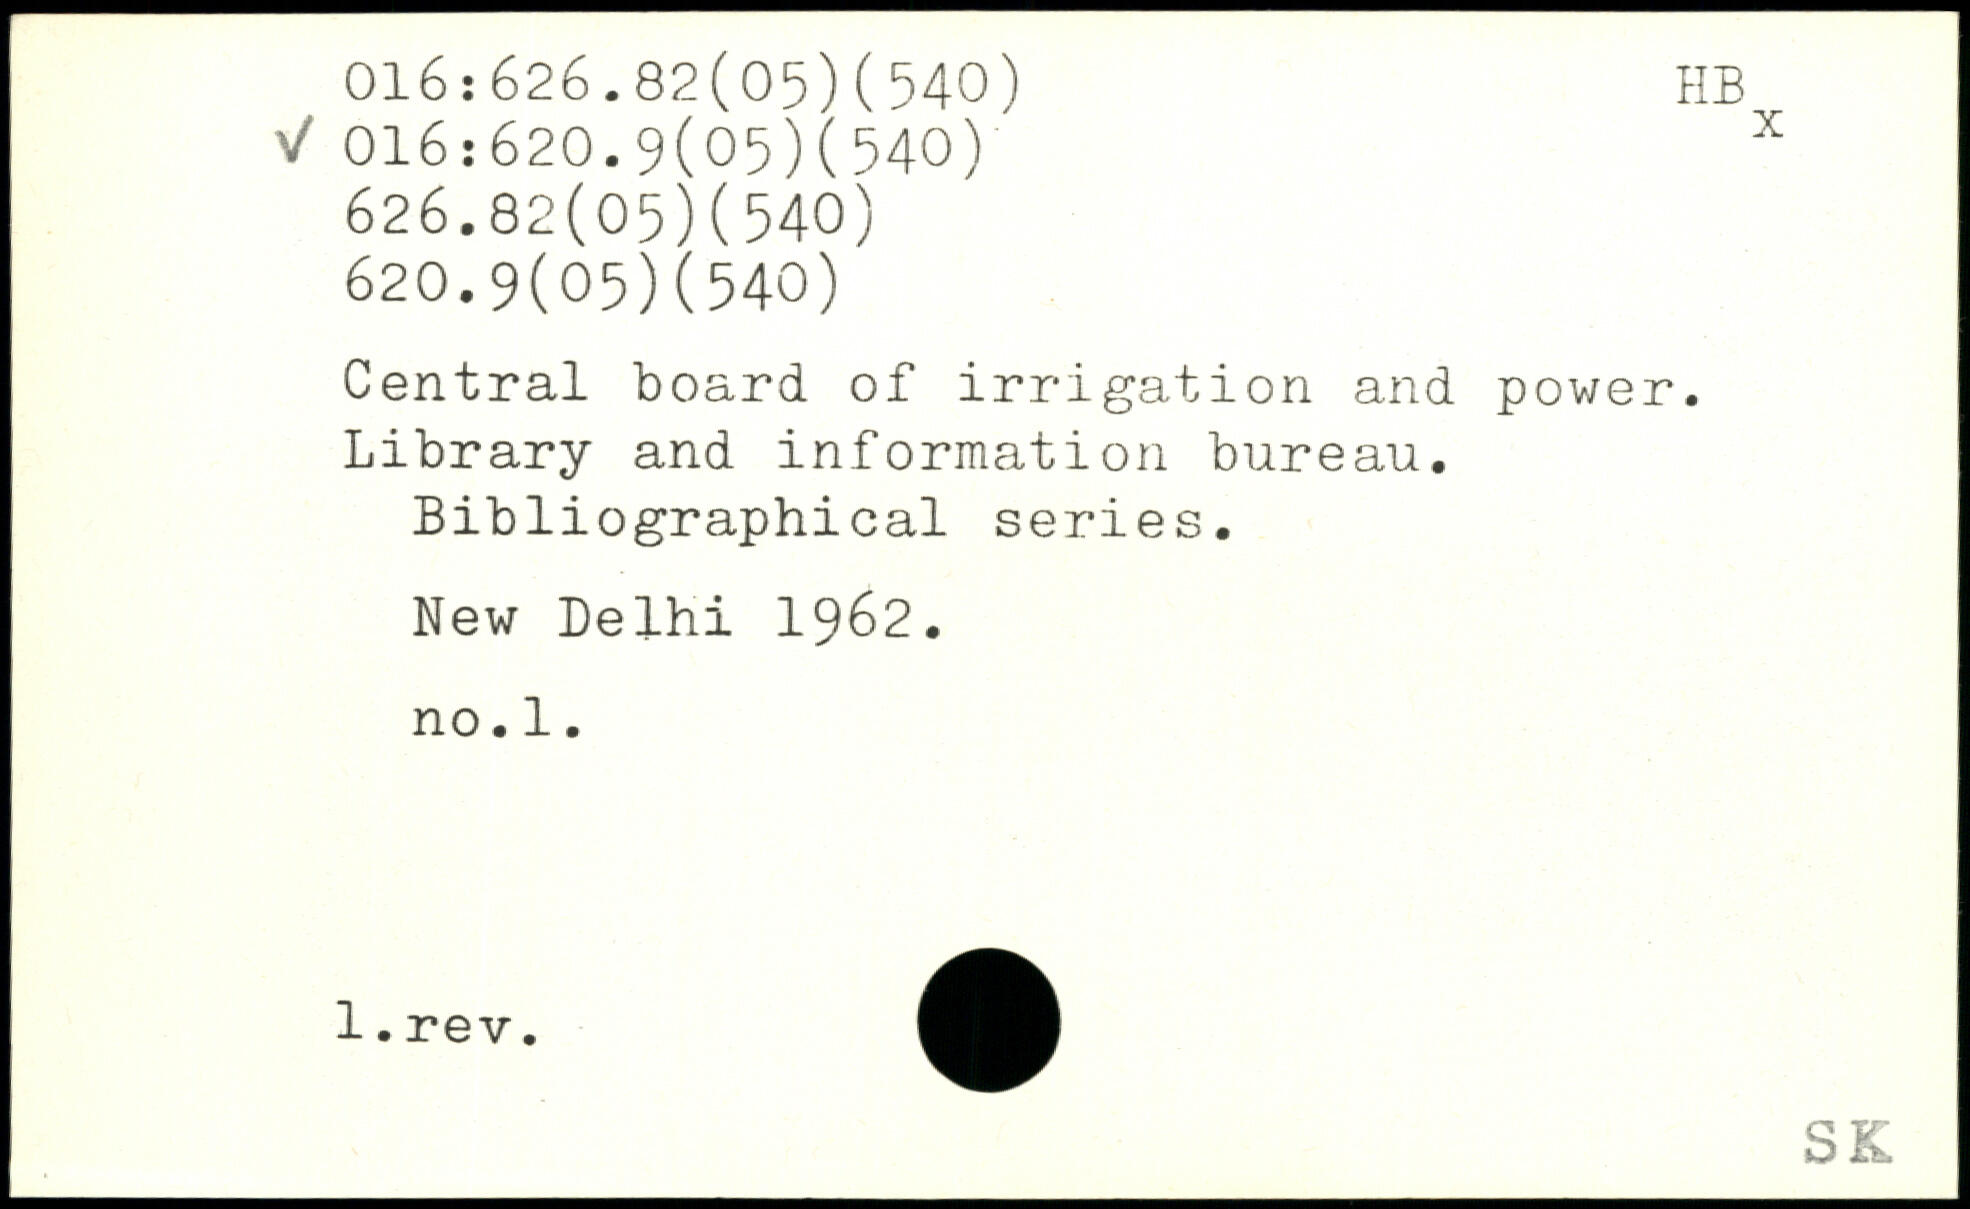 016:626.82(05)(540)
HB
x
✓ 016:620.9(05)(540)
626.82(05)(540)
620.9(05)(540)
Central board of irrigation and power.
Library and information bureau.
Bibliographical series.
New Delhi 1962.
no.1.
1.rev.
SK